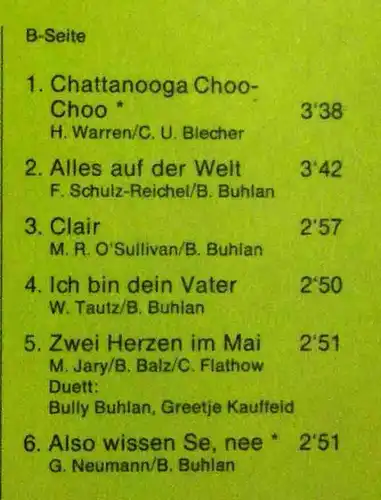 B-Seite
1. Chattanooga Choo-
Choo * 3'38
H. Warren/C. U. Blecher
2. Alles auf der Welt 3'42
F. Schulz-Reichel/B. Buhlan
3. Clair 2'57
M. R. O'Sullivan/B. Buhlan
4. Ich bin dein Vater 2'50
W. Tautz/B. Buhlan
5. Zwei Herzen im Mai 2'51
M. Jary/B. Balz/C. Flathow
Duett:
Bully Buhlan, Greetje Kauffeld
6. Also wissen Se, nee * 2'51
G. Neumann/B. Buhlan